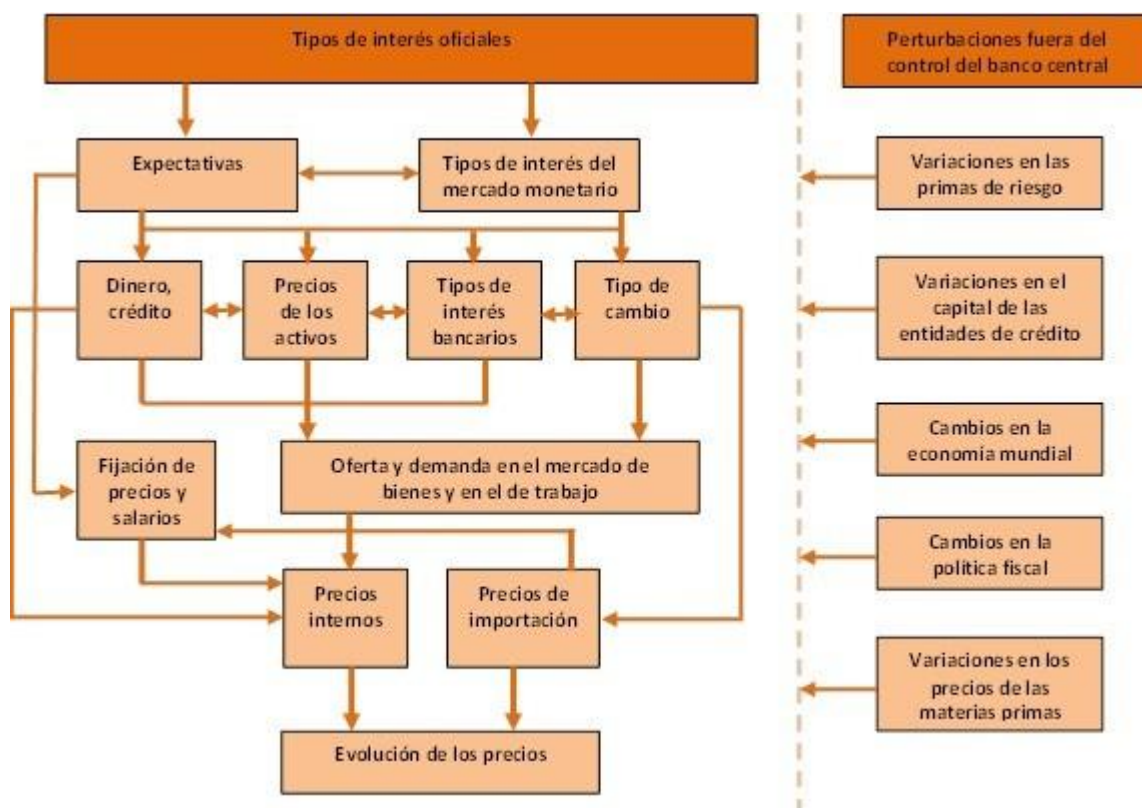 Tipos de interés oficiales
Perturbaciones fuera del
control del banco central
Expectativas
Tipos de interés del
mercado monetario
Variaciones en las
primas de riesgo
Dinero,
crédito
Precios
de los
activos
Tipos de
interés
bancarios
Tipo de
cambio
Variaciones en el
capital de las
entidades de crédito
Fijación de
precios y
salarios
Oferta y demanda en el mercado de
bienes y en el de trabajo
Cambios en la
economía mundial
Cambios en la
política fiscal
Precios
internos
Precios de
importación
Variaciones en los
precios de las
materias primas
Evolución de los precios